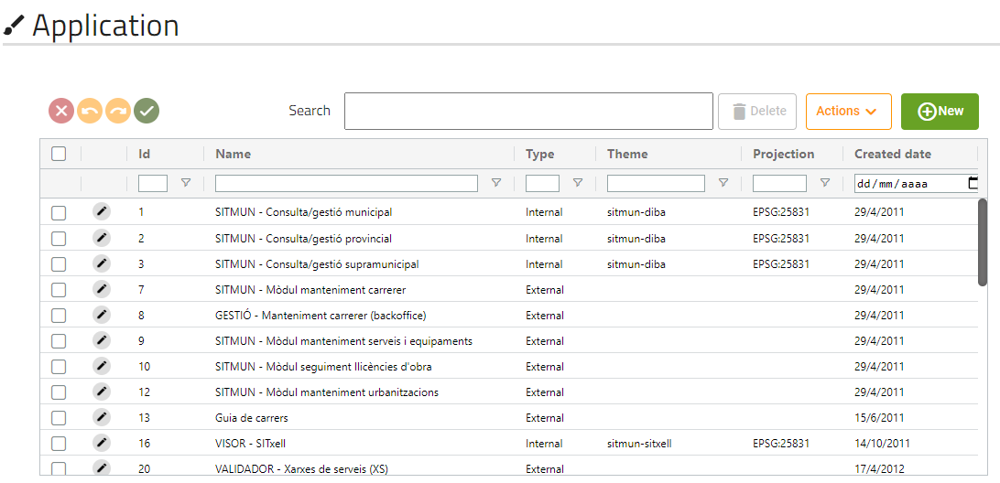 Application
Search Delete Actions New
Id Name Type Theme Projection Created date
dd/mm/aaaa
1 SITMUN - Consulta/gestió municipal Internal sitmun-diba EPSG:25831 29/4/2011
2 SITMUN - Consulta/gestió provincial Internal sitmun-diba EPSG:25831 29/4/2011
3 SITMUN - Consulta/gestió supramunicipal Internal sitmun-diba EPSG:25831 29/4/2011
7 SITMUN - Mòdul manteniment carrerer External 29/4/2011
8 GESTIÓ - Manteniment carrerer (backoffice) External 29/4/2011
9 SITMUN - Mòdul manteniment serveis i equipaments External 29/4/2011
10 SITMUN - Mòdul seguiment llicències d'obra External 29/4/2011
12 SITMUN - Mòdul manteniment urbanitzacions External 29/4/2011
13 Guia de carrers External 15/6/2011
16 VISOR - SITxell Internal sitmun-sitxell EPSG:25831 14/10/2011
20 VALIDADOR - Xarxes de serveis (XS) External 17/4/2012